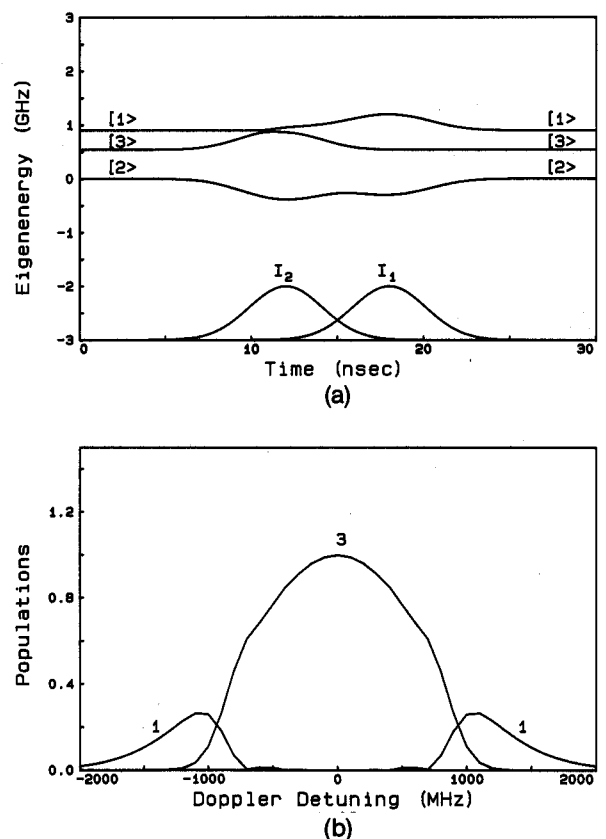 3
2
Eigenenergy (GHz)
[1> [1>
1
[3> [3>
[2> [2>
0
-1
I2 I1
-2
-3
0 10 20 30
Time (nsec)
(a)
Populations
1.2
3
0.8
0.4
1 1
0.0
-2000 -1000 0 1000 2000
Doppler Detuning (MHz)
(b)